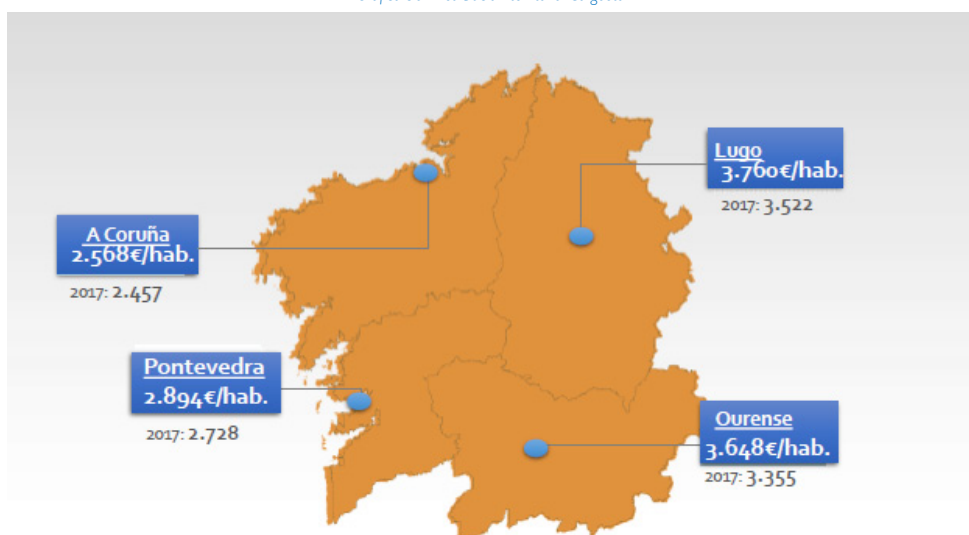 Lugo
3.760€/hab.
2017: 3.522
A Coruña
2.568€/hab.
2017: 2.457
Pontevedra
2.894€/hab.
2017: 2.728
Ourense
3.648€/hab.
2017: 3.355